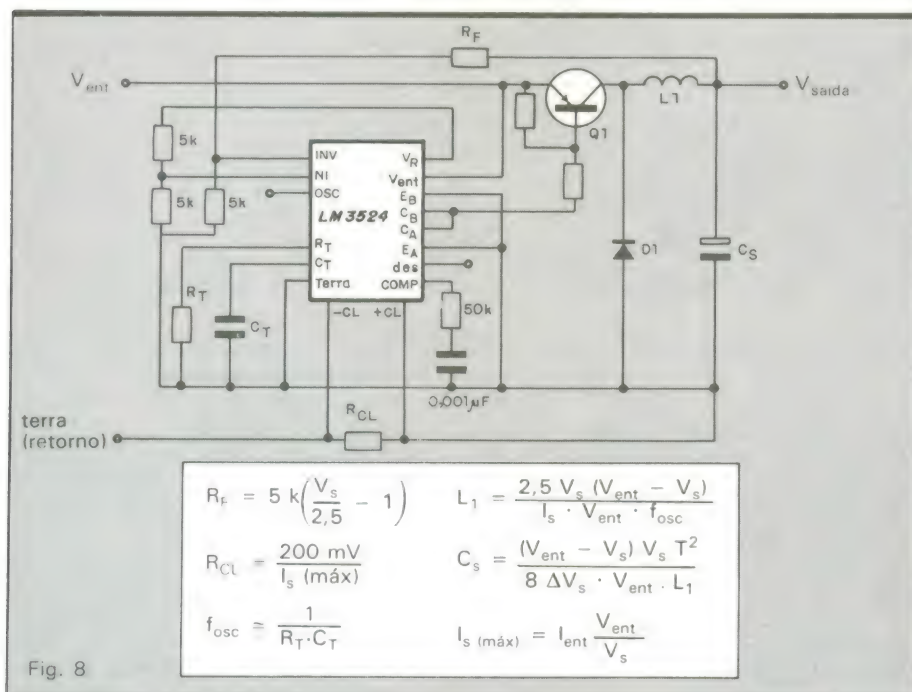 R_F
V_ent
V_saída
L1
Q1
5k
5k
5k
INV
NI
OSC
R_T
C_T
Terra
LM3524
V_R
V_ent
E_B
C_B
C_A
E_A
des
COMP
-CL +CL
D1
C_S
R_T
C_T
50k
0,001µF
terra
(retorno)
R_CL
R_F = 5 k(V_s/2,5 - 1)
L_1 = 2,5 V_s (V_ent - V_s) / I_s · V_ent · f_osc
R_CL = 200 mV / I_s (máx)
C_s = (V_ent - V_s) V_s T² / 8 ΔV_s · V_ent . L_1
f_osc ≃ 1 / R_T·C_T
I_s (máx) = I_ent V_ent / V_s
Fig. 8